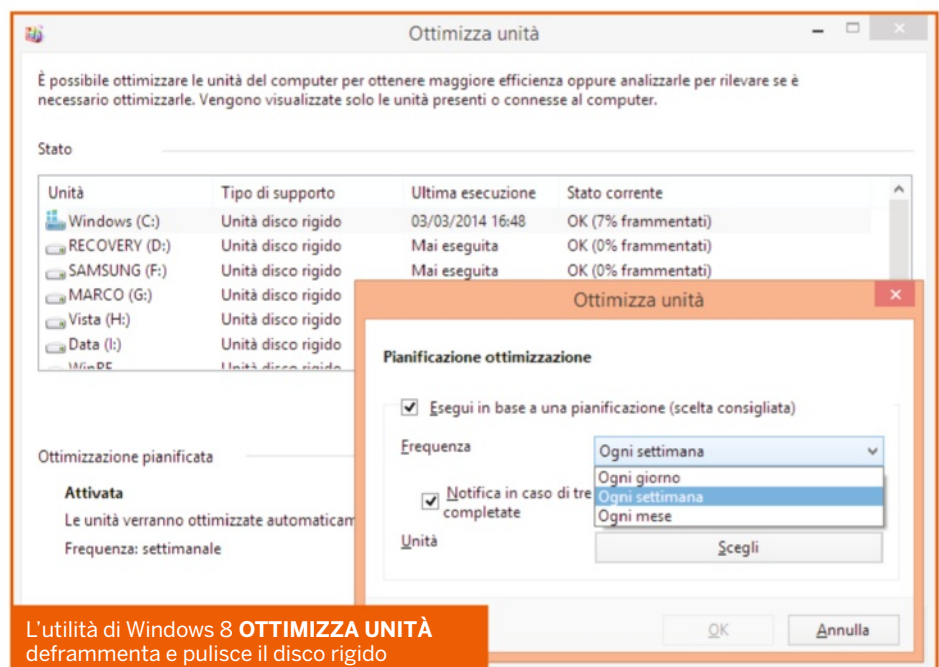 Ottimizza unità
È possibile ottimizzare le unità del computer per ottenere maggiore efficienza oppure analizzarle per rilevare se è
necessario ottimizzarle. Vengono visualizzate solo le unità presenti o connesse al computer.
Stato
Unità Tipo di supporto Ultima esecuzione Stato corrente
Windows (C:) Unità disco rigido 03/03/2014 16:48 OK (7% frammentati)
RECOVERY (D:) Unità disco rigido Mai eseguita OK (0% frammentati)
SAMSUNG (F:) Unità disco rigido Mai eseguita OK (0% frammentati)
MARCO (G:) Unità disco rigido
Vista (H:) Unità disco rigido
Data (I:) Unità disco rigido
WinRE Unità disco rigido
Ottimizzazione pianificata
Attivata
Le unità verranno ottimizzate automaticam
Frequenza: settimanale
Ottimizza unità
Pianificazione ottimizzazione
Esegui in base a una pianificazione (scelta consigliata)
Frequenza Ogni settimana
Ogni giorno
Ogni settimana
Ogni mese
Notifica in caso di tre
completate
Unità Scegli
OK Annulla
L'utilità di Windows 8 OTTIMIZZA UNITÀ
deframmenta e pulisce il disco rigido